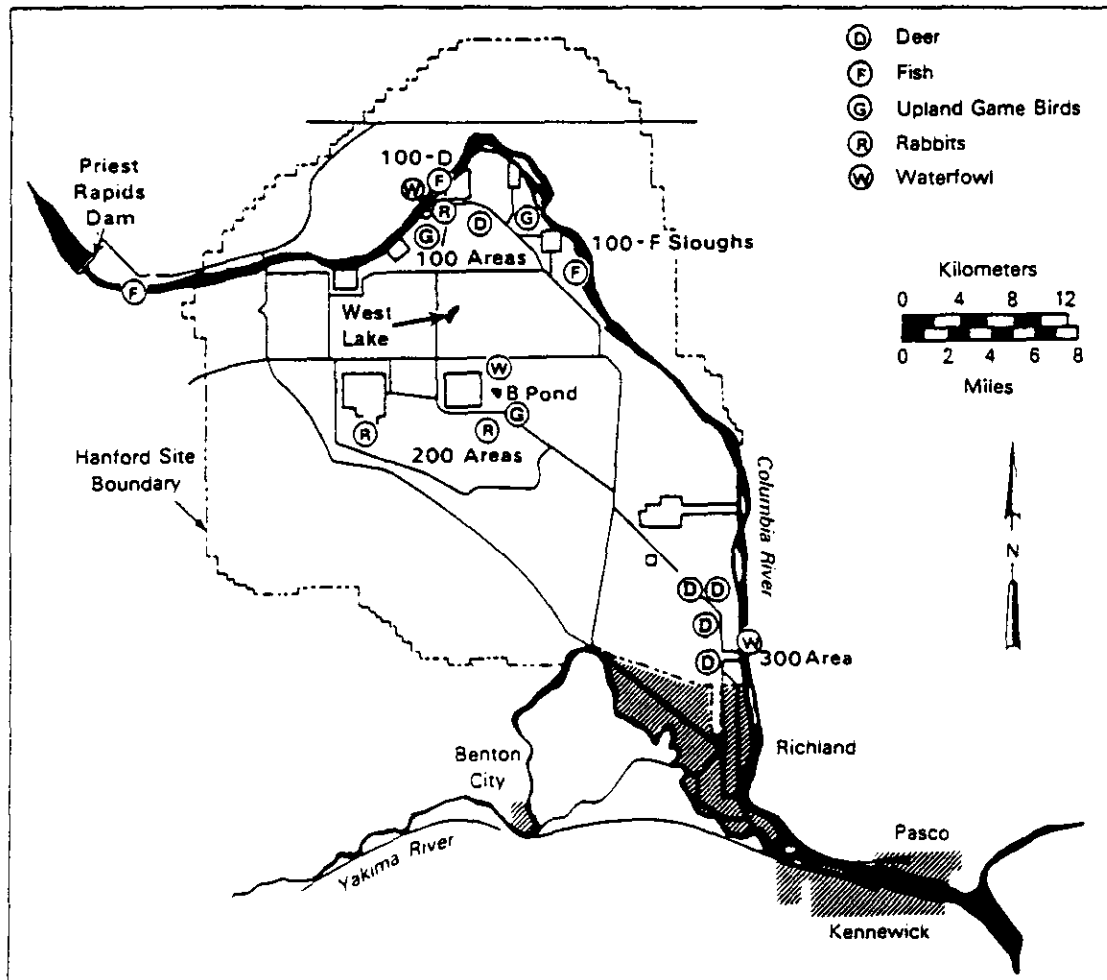 D Deer
F Fish
G Upland Game Birds
R Rabbits
W Waterfowl
Priest
Rapids
Dam
100-D
W
F
R
G
D
G
100 Areas
100-F Sloughs
F
F
Kilometers
0 4 8 12
0 2 4 6 8
Miles
West
Lake
W
B Pond
G
R
R
200 Areas
Hanford Site
Boundary
Columbia River
N
D D
D
D
W
300 Area
Richland
Benton
City
Yakima River
Pasco
Kennewick